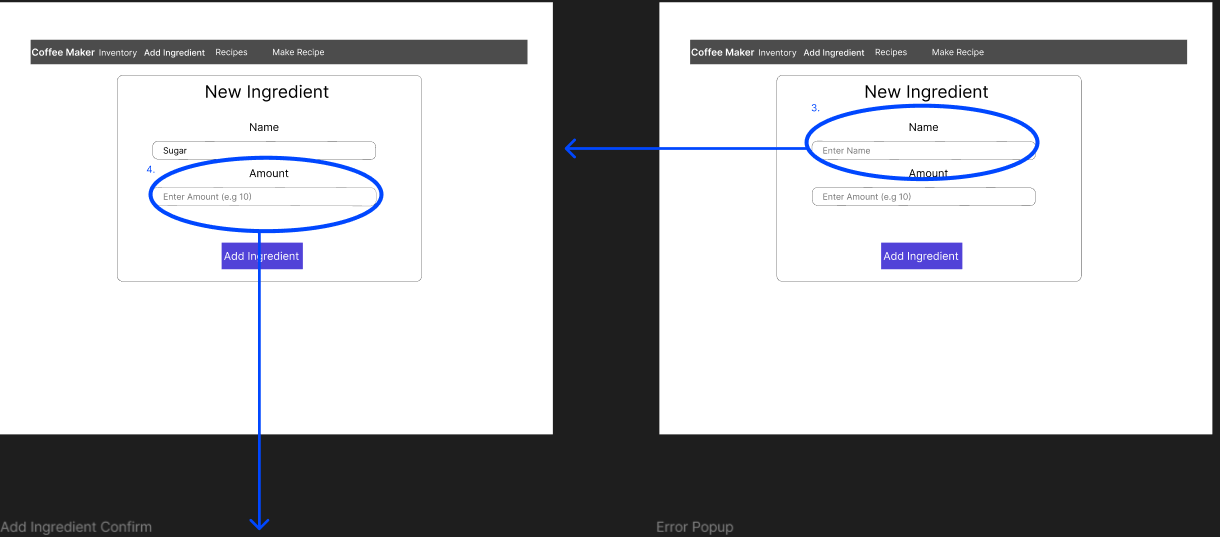 Coffee Maker Inventory Add Ingredient Recipes Make Recipe
New Ingredient
Name
Sugar
4.
Amount
Enter Amount (e.g 10)
Add Ingredient
Coffee Maker Inventory Add Ingredient Recipes Make Recipe
New Ingredient
3.
Name
Enter Name
Amount
Enter Amount (e.g 10)
Add Ingredient
Add Ingredient Confirm
Error Popup